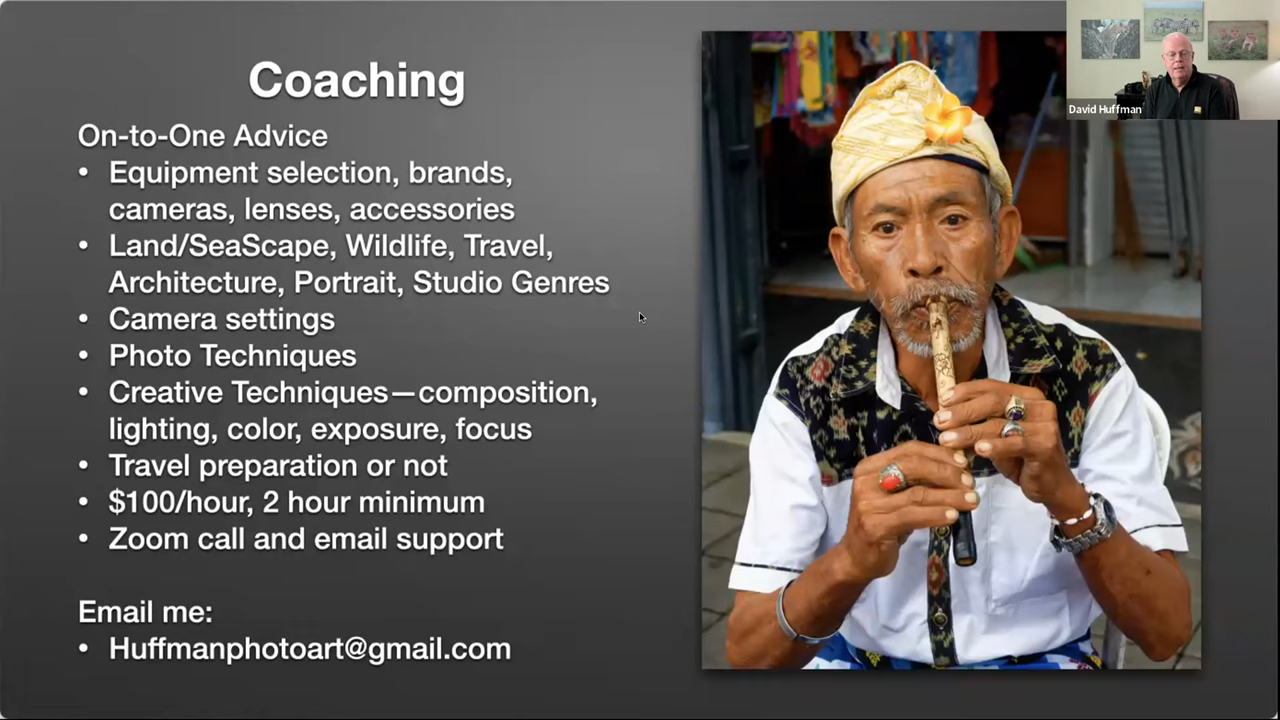 Coaching
On-to-One Advice
• Equipment selection, brands,
cameras, lenses, accessories
• Land/SeaScape, Wildlife, Travel,
Architecture, Portrait, Studio Genres
• Camera settings
• Photo Techniques
• Creative Techniques—composition,
lighting, color, exposure, focus
• Travel preparation or not
• $100/hour, 2 hour minimum
• Zoom call and email support
Email me:
• Huffmanphotoart@gmail.com
David Huffman